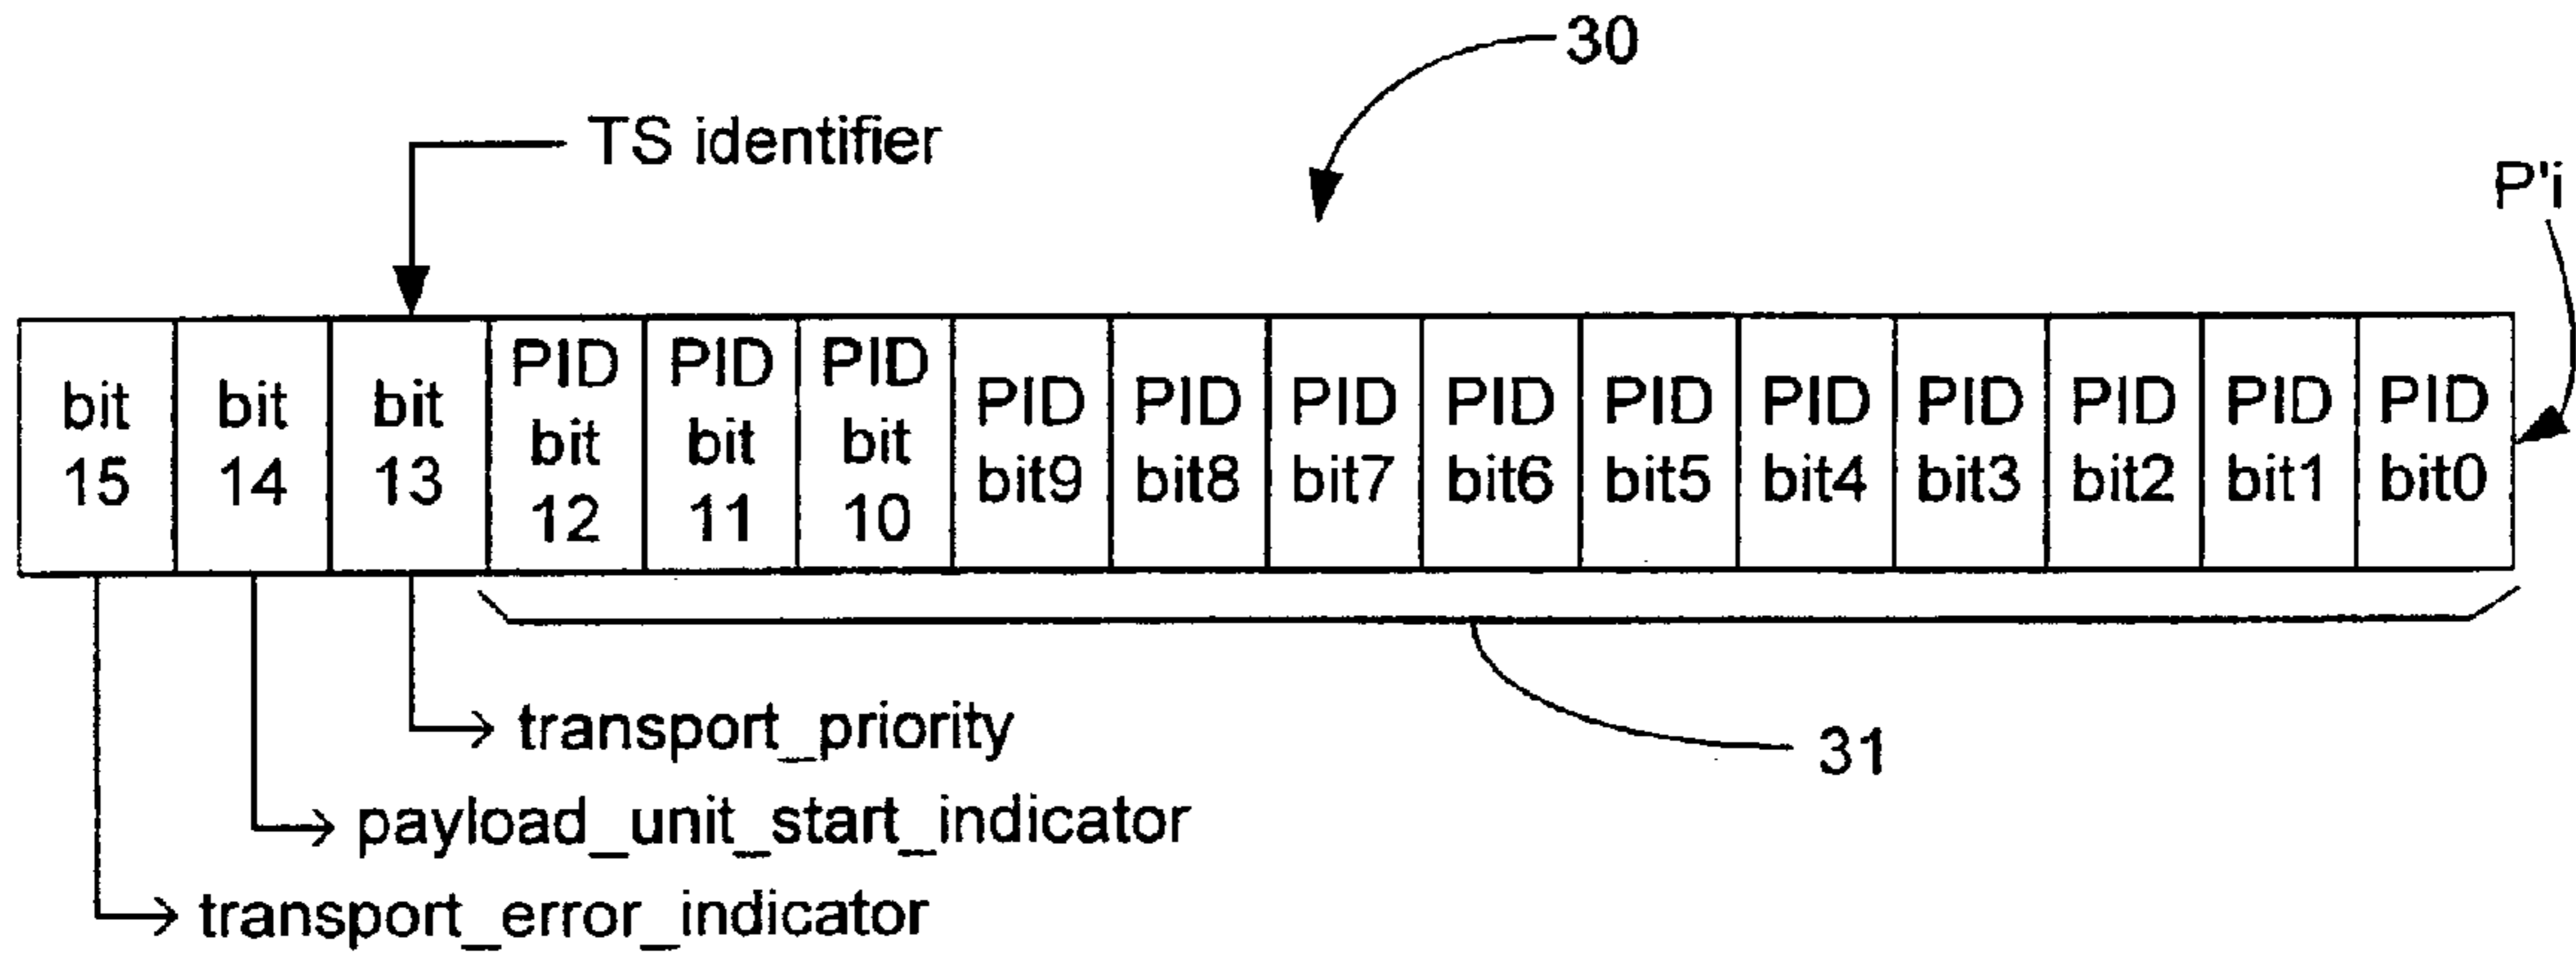 30
TS identifier
P'i
bit
15
bit
14
bit
13
PID
bit
12
PID
bit
11
PID
bit
10
PID
bit9
PID
bit8
PID
bit7
PID
bit6
PID
bit5
PID
bit4
PID
bit3
PID
bit2
PID
bit1
PID
bit0
transport_priority
31
payload_unit_start_indicator
transport_error_indicator